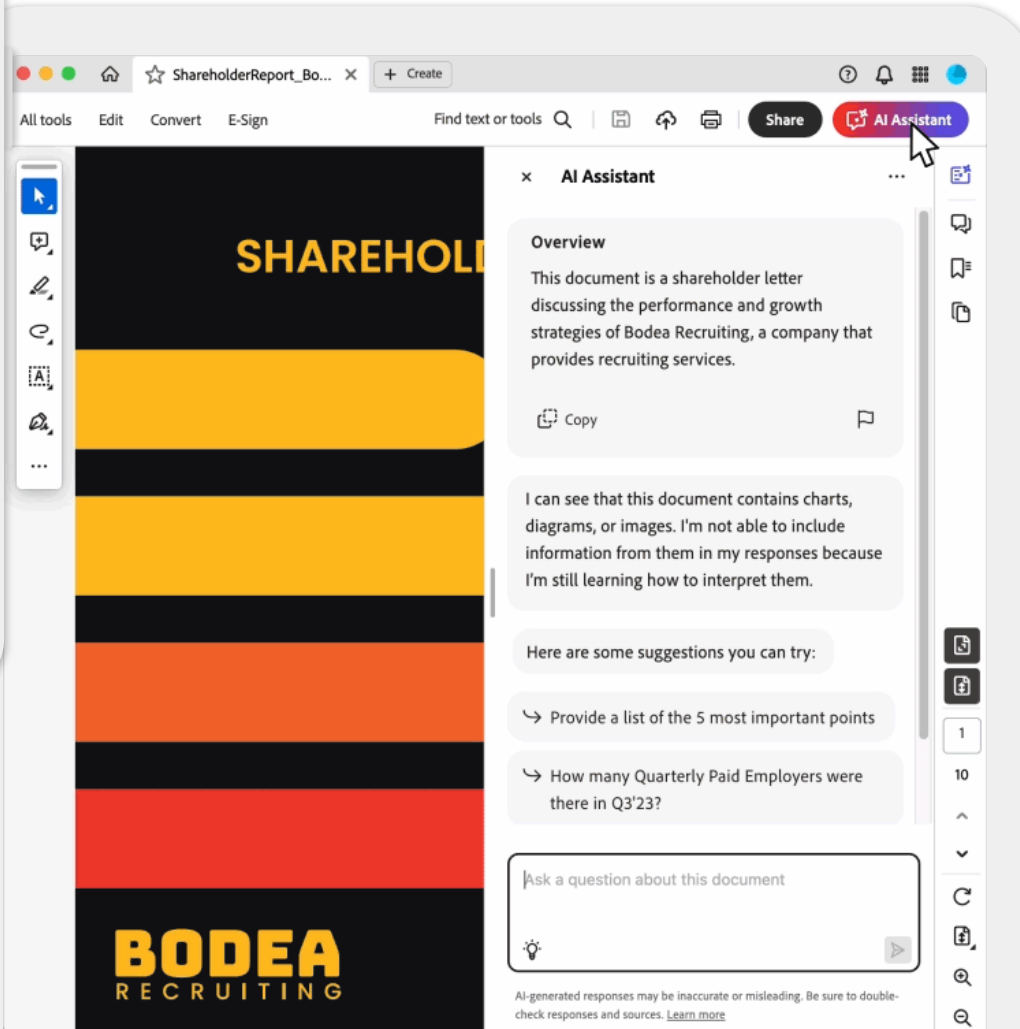 ShareholderReport_Bo...
Create
All tools
Edit
Convert
E-Sign
Find text or tools
Share
AI Assistant
SHAREHOLD
BODEA
RECRUITING
AI Assistant
Overview
This document is a shareholder letter
discussing the performance and growth
strategies of Bodea Recruiting, a company that
provides recruiting services.
Copy
I can see that this document contains charts,
diagrams, or images. I'm not able to include
information from them in my responses because
I'm still learning how to interpret them.
Here are some suggestions you can try:
Provide a list of the 5 most important points
How many Quarterly Paid Employers were
there in Q3'23?
Ask a question about this document
AI-generated responses may be inaccurate or misleading. Be sure to double-
check responses and sources. Learn more
1
10